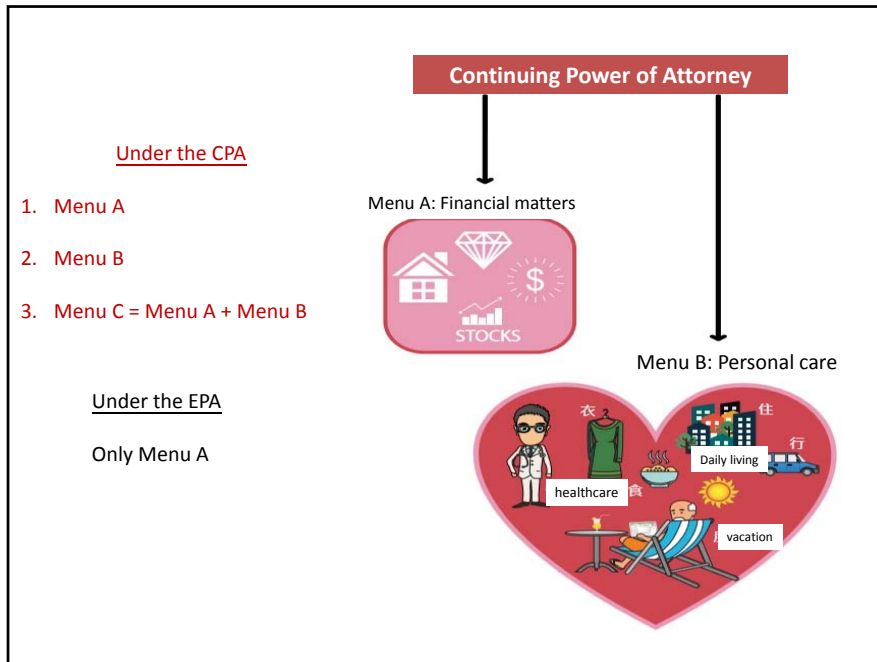 Continuing Power of Attorney
Under the CPA
1. Menu A
2. Menu B
3. Menu C = Menu A + Menu B
Under the EPA
Only Menu A
Menu A: Financial matters
$
STOCKS
Menu B: Personal care
衣
住
行
Daily living
healthcare
食
vacation